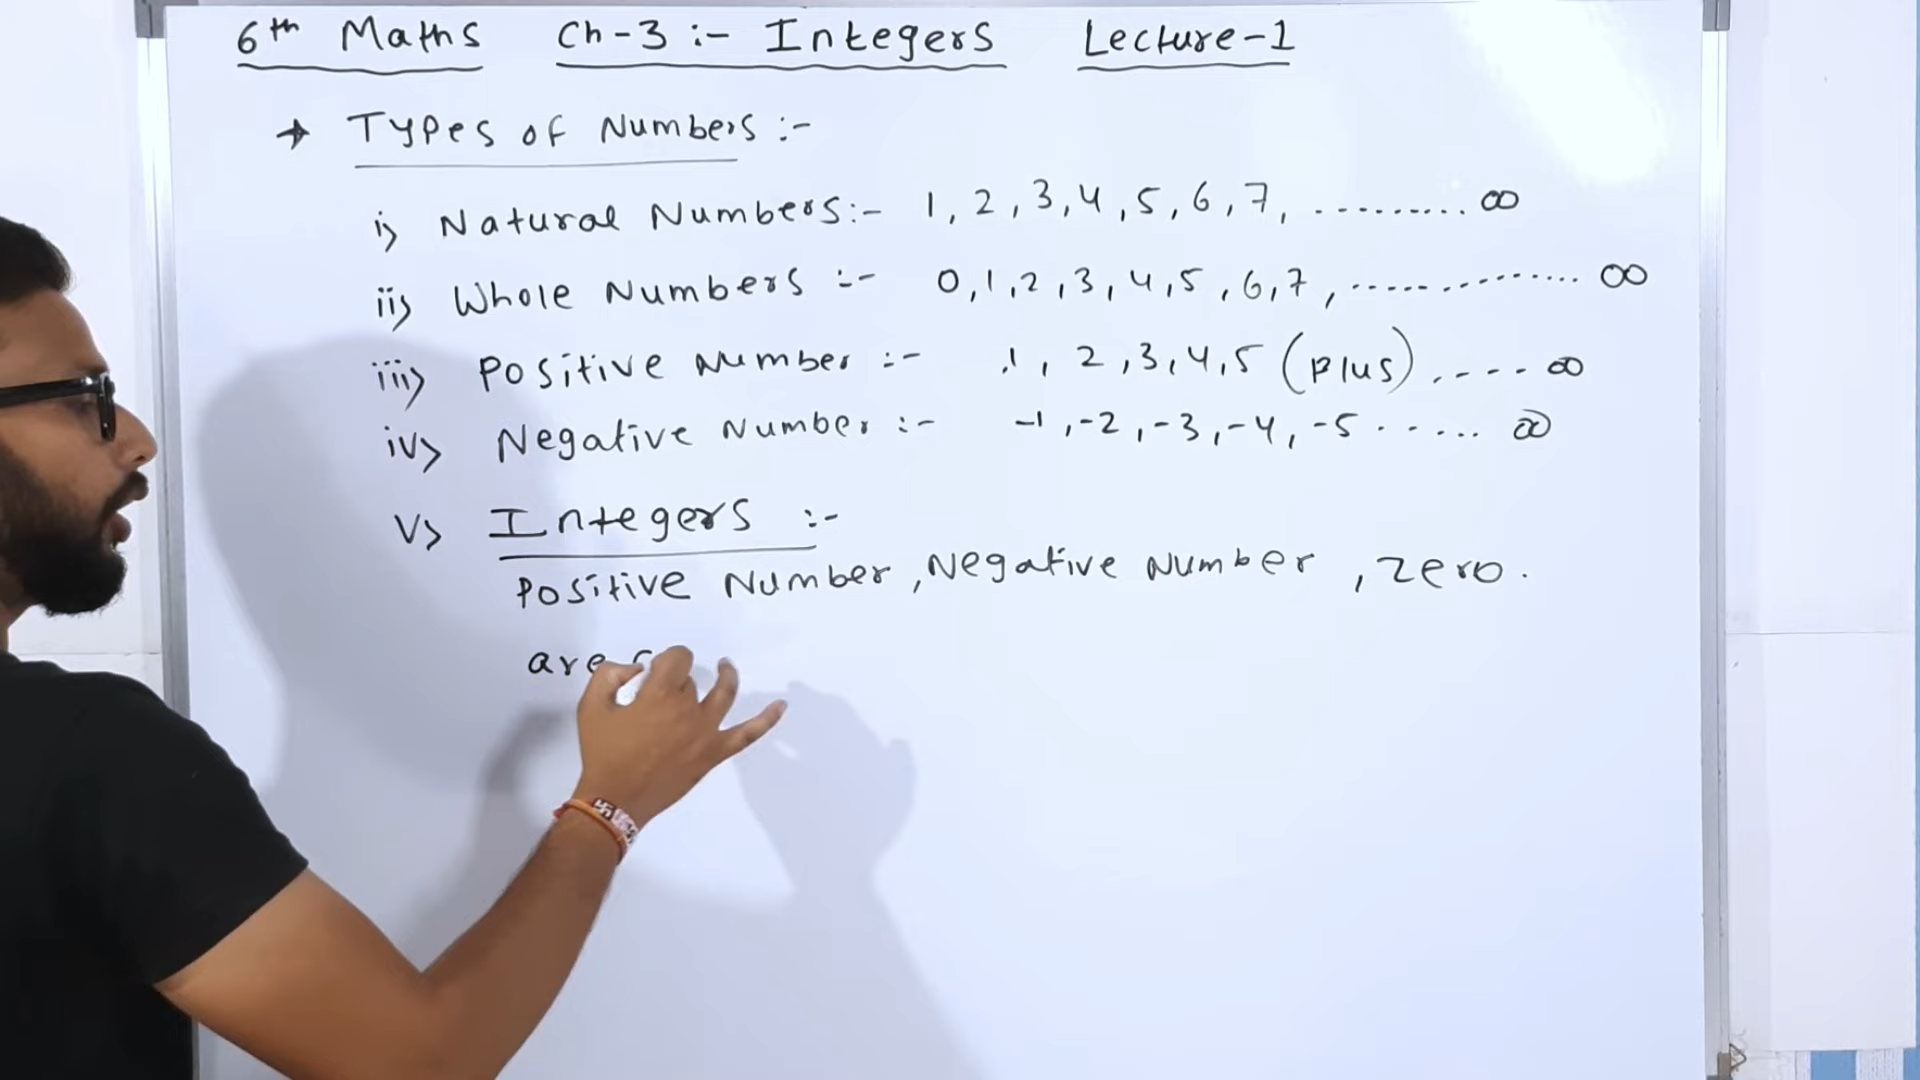 6th Maths Ch-3 :- Integers Lecture-1
→ Types of Numbers :-
i) Natural Numbers:- 1, 2, 3, 4, 5, 6, 7, .......... ∞
ii) Whole Numbers :- 0, 1, 2, 3, 4, 5, 6, 7, .............. ∞
iii) Positive Number :- 1, 2, 3, 4, 5 (Plus) ..... ∞
iv) Negative Number :- -1, -2, -3, -4, -5 ...... ∞
v) Integers :-
Positive Number, Negative Number, Zero.
are